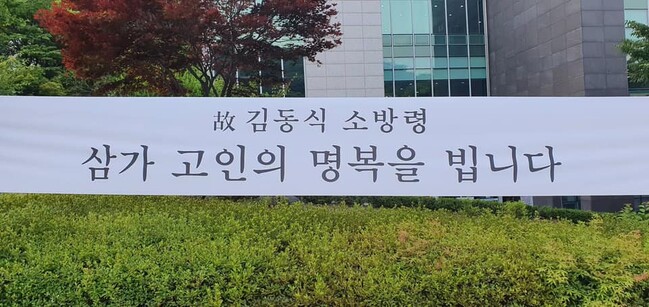 故 김동식 소방령
삼가 고인의 명복을 빕니다